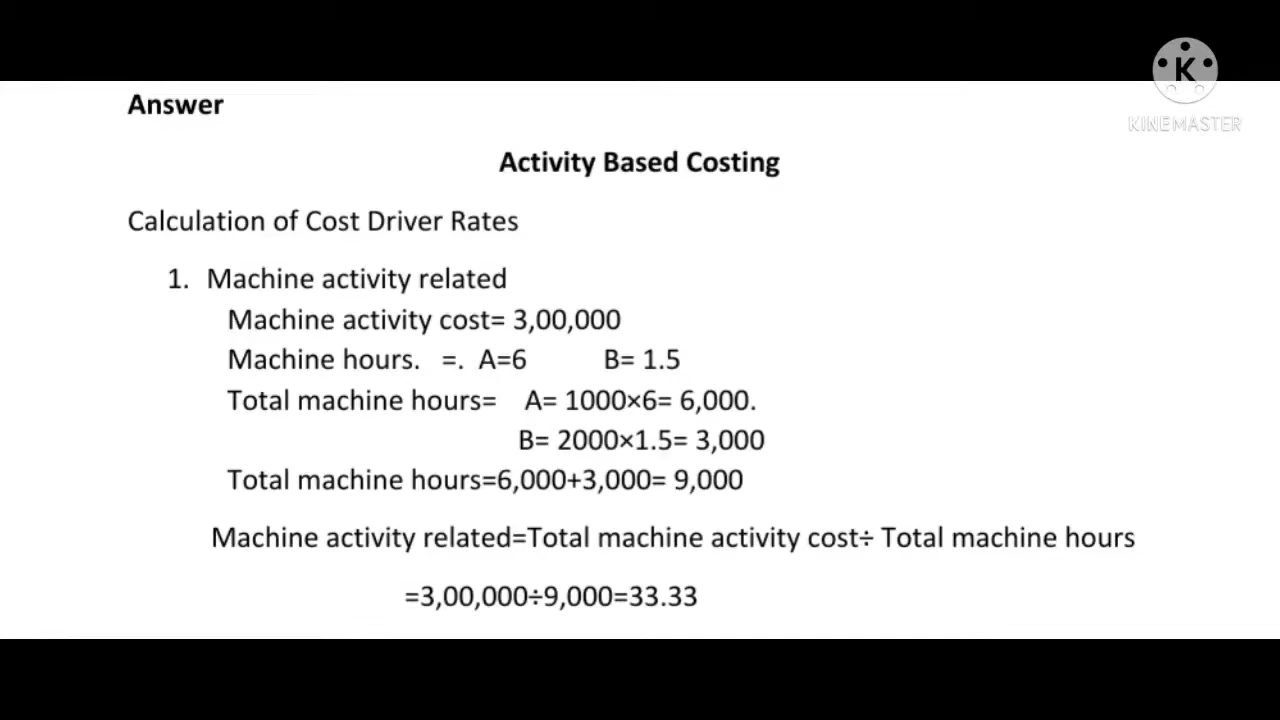 K
KINEMASTER
Answer
Activity Based Costing
Calculation of Cost Driver Rates
1. Machine activity related
Machine activity cost= 3,00,000
Machine hours. =. A=6 B= 1.5
Total machine hours= A= 1000×6= 6,000.
B= 2000×1.5= 3,000
Total machine hours=6,000+3,000= 9,000
Machine activity related=Total machine activity cost÷ Total machine hours
=3,00,000÷9,000=33.33